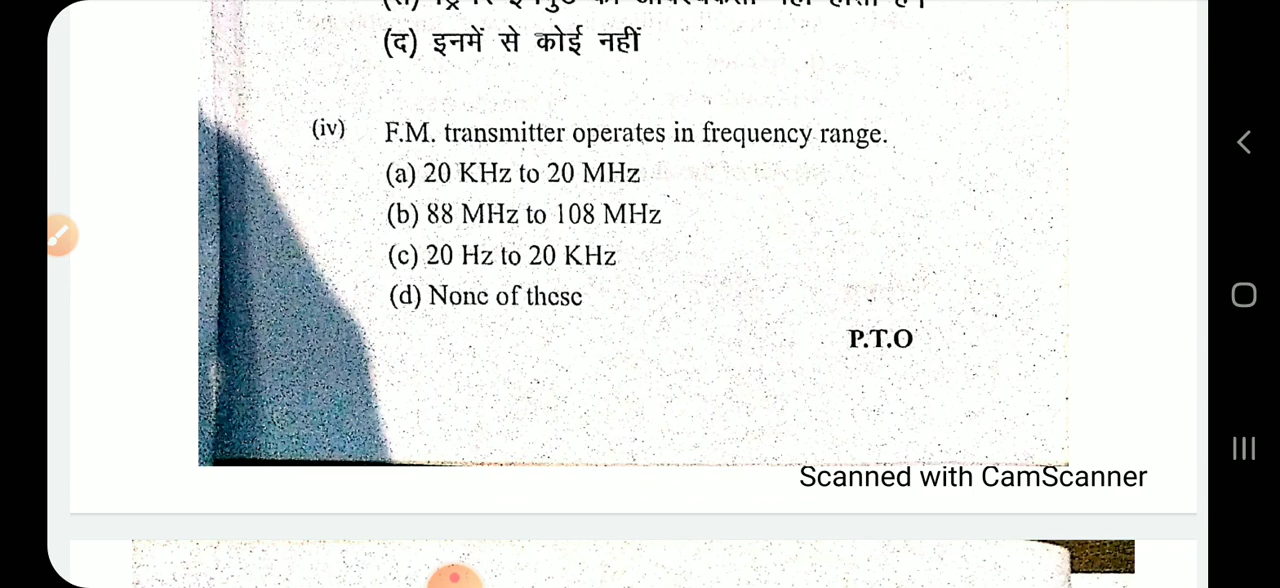 (द) इनमें से कोई नहीं
(iv) F.M. transmitter operates in frequency range.
(a) 20 KHz to 20 MHz
(b) 88 MHz to 108 MHz
(c) 20 Hz to 20 KHz
(d) None of these
P.T.O
Scanned with CamScanner